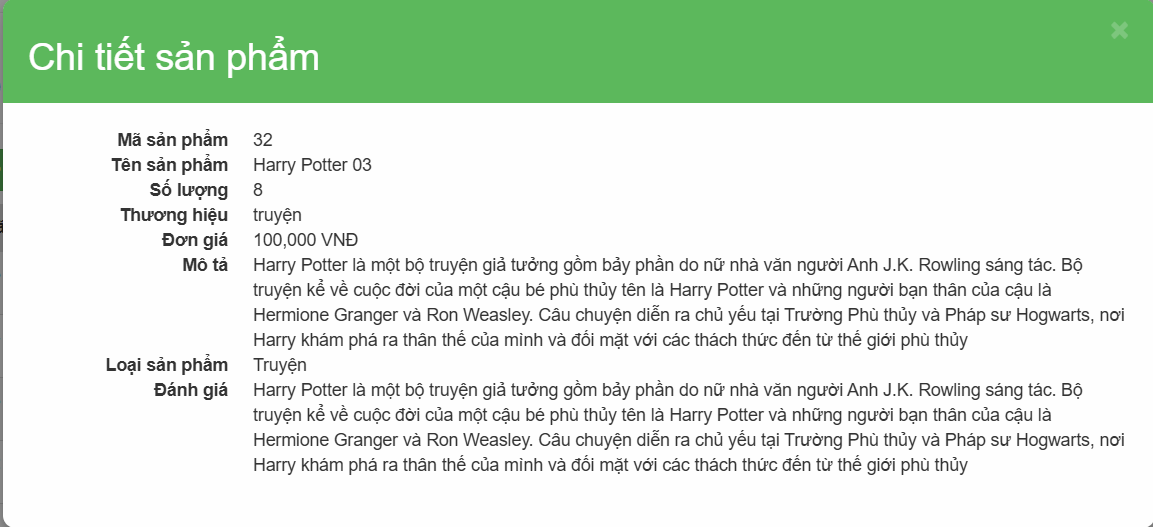 Chi tiết sản phẩm
Mã sản phẩm 32
Tên sản phẩm Harry Potter 03
Số lượng 8
Thương hiệu truyện
Đơn giá 100,000 VNĐ
Mô tả Harry Potter là một bộ truyện giả tưởng gồm bảy phần do nữ nhà văn người Anh J.K. Rowling sáng tác. Bộ
truyện kể về cuộc đời của một cậu bé phù thủy tên là Harry Potter và những người bạn thân của cậu là
Hermione Granger và Ron Weasley. Câu chuyện diễn ra chủ yếu tại Trường Phù thủy và Pháp sư Hogwarts, nơi
Harry khám phá ra thân thế của mình và đối mặt với các thách thức đến từ thế giới phù thủy
Loại sản phẩm Truyện
Đánh giá Harry Potter là một bộ truyện giả tưởng gồm bảy phần do nữ nhà văn người Anh J.K. Rowling sáng tác. Bộ
truyện kể về cuộc đời của một cậu bé phù thủy tên là Harry Potter và những người bạn thân của cậu là
Hermione Granger và Ron Weasley. Câu chuyện diễn ra chủ yếu tại Trường Phù thủy và Pháp sư Hogwarts, nơi
Harry khám phá ra thân thế của mình và đối mặt với các thách thức đến từ thế giới phù thủy